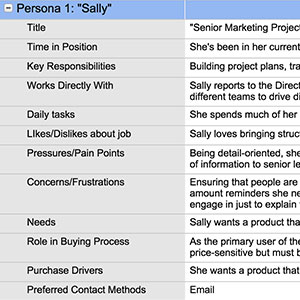 Persona 1: "Sally"
Title "Senior Marketing Project
Time in Position She's been in her current
Key Responsibilities Building project plans, tra
Works Directly With Sally reports to the Direct
different teams to drive di
Daily tasks She spends much of her
LIkes/Dislikes about job Sally loves bringing struc
Pressures/Pain Points Being detail-oriented, she
of information to senior le
Concerns/Frustrations Ensuring that people are
amount reminders she ne
engage in just to explain
Needs Sally wants a product tha
Role in Buying Process As the primary user of the
price-sensitive but must b
Purchase Drivers She wants a product that
Preferred Contact Methods Email